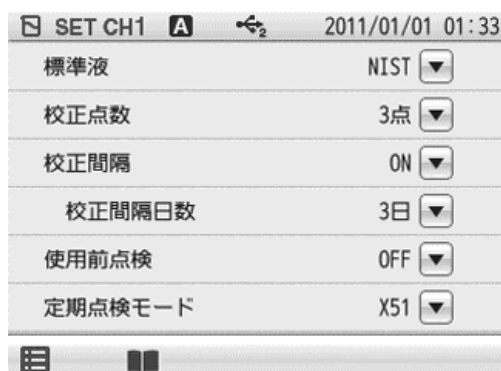 SET CH1 A 2 2011/01/01 01:33
標準液 NIST
校正点数 3点
校正間隔 ON
校正間隔日数 3日
使用前点検 OFF
定期点検モード X51